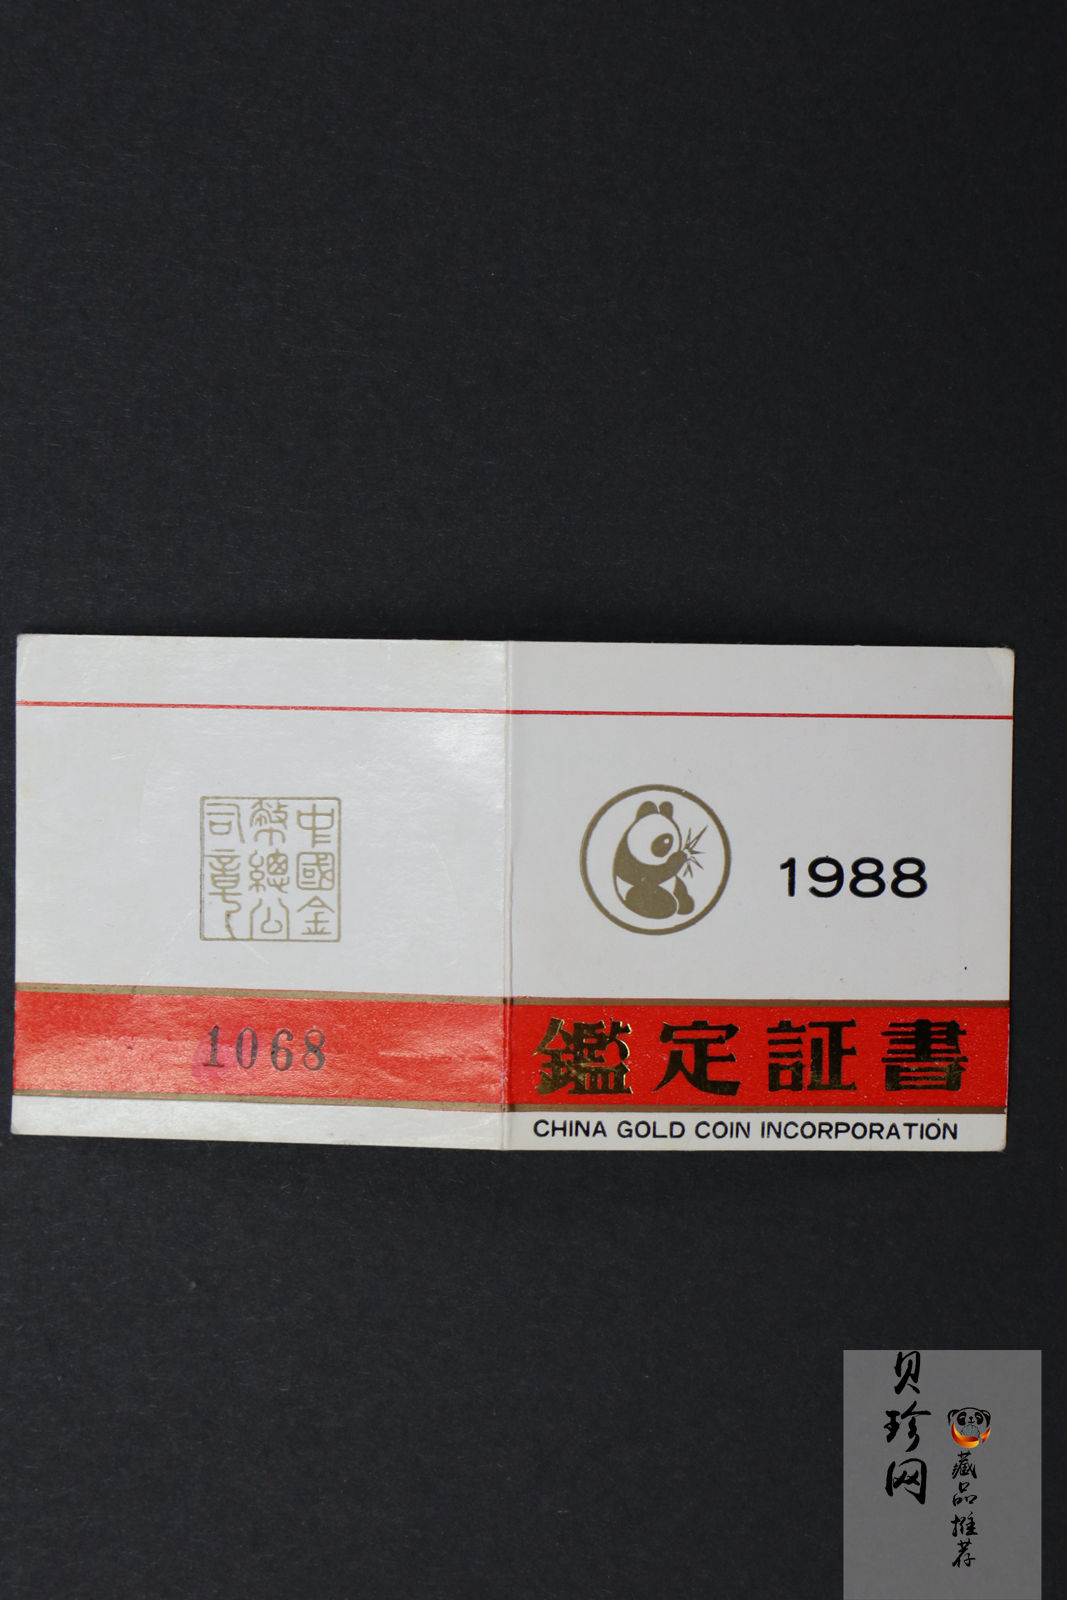 中國金
幣總公
司章
1068
1988
鑑定証書
CHINA GOLD COIN INCORPORATION
贝珍网
藏品推荐